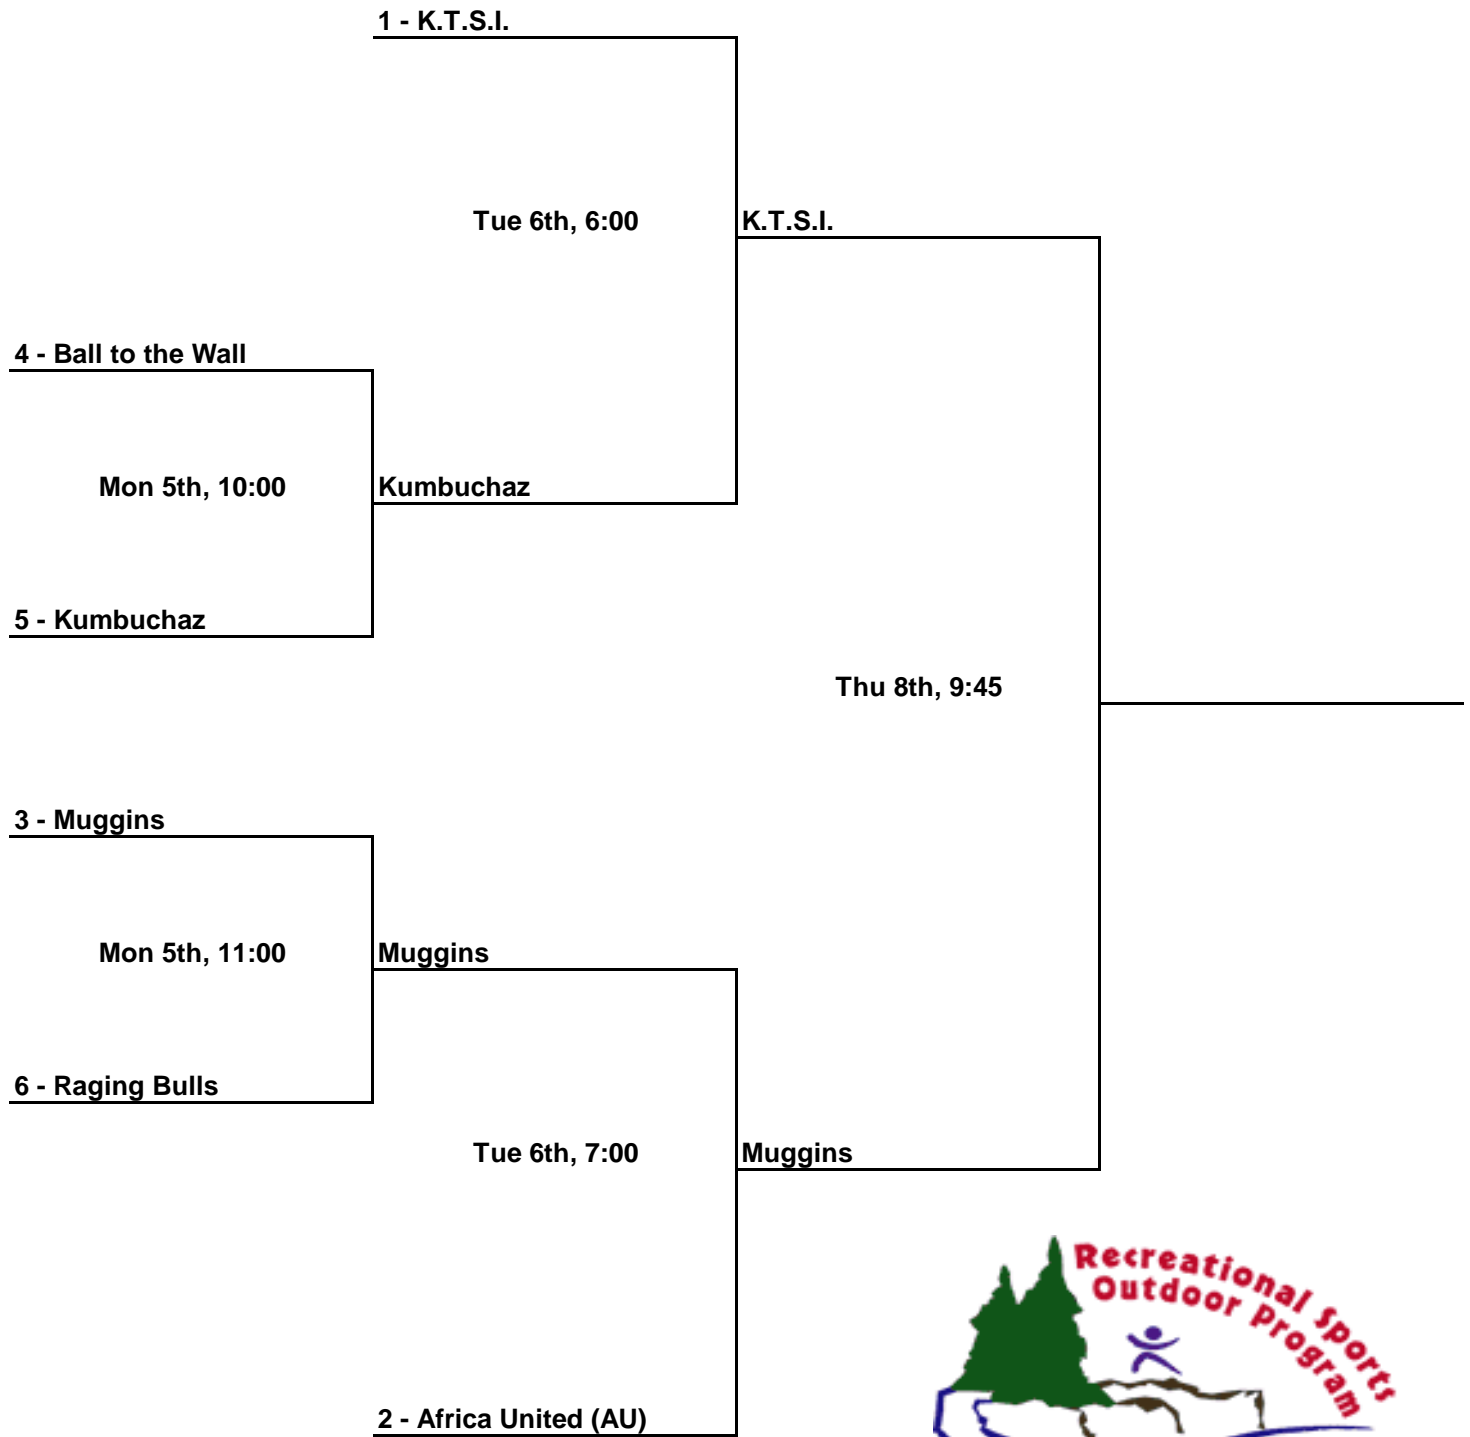 1 - K.T.S.I.
Tue 6th, 6:00
K.T.S.I.
4 - Ball to the Wall
Mon 5th, 10:00
Kumbuchaz
5 - Kumbuchaz
Thu 8th, 9:45
3 - Muggins
Mon 5th, 11:00
Muggins
6 - Raging Bulls
Tue 6th, 7:00
Muggins
2 - Africa United (AU)
Recreational Sports
Outdoor Program